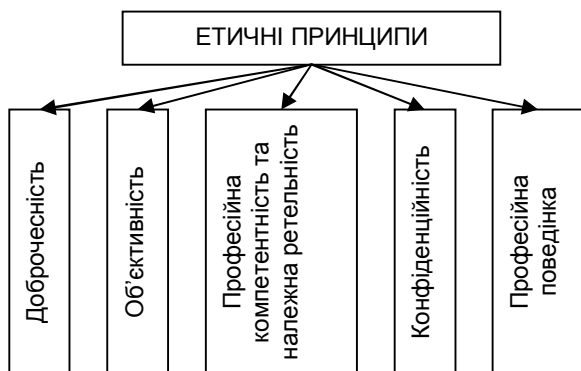 ЕТИЧНІ ПРИНЦИПИ
Доброчесність
Об’єктивність
Професійна
компетентність та
належна ретельність
Конфіденційність
Професійна
поведінка